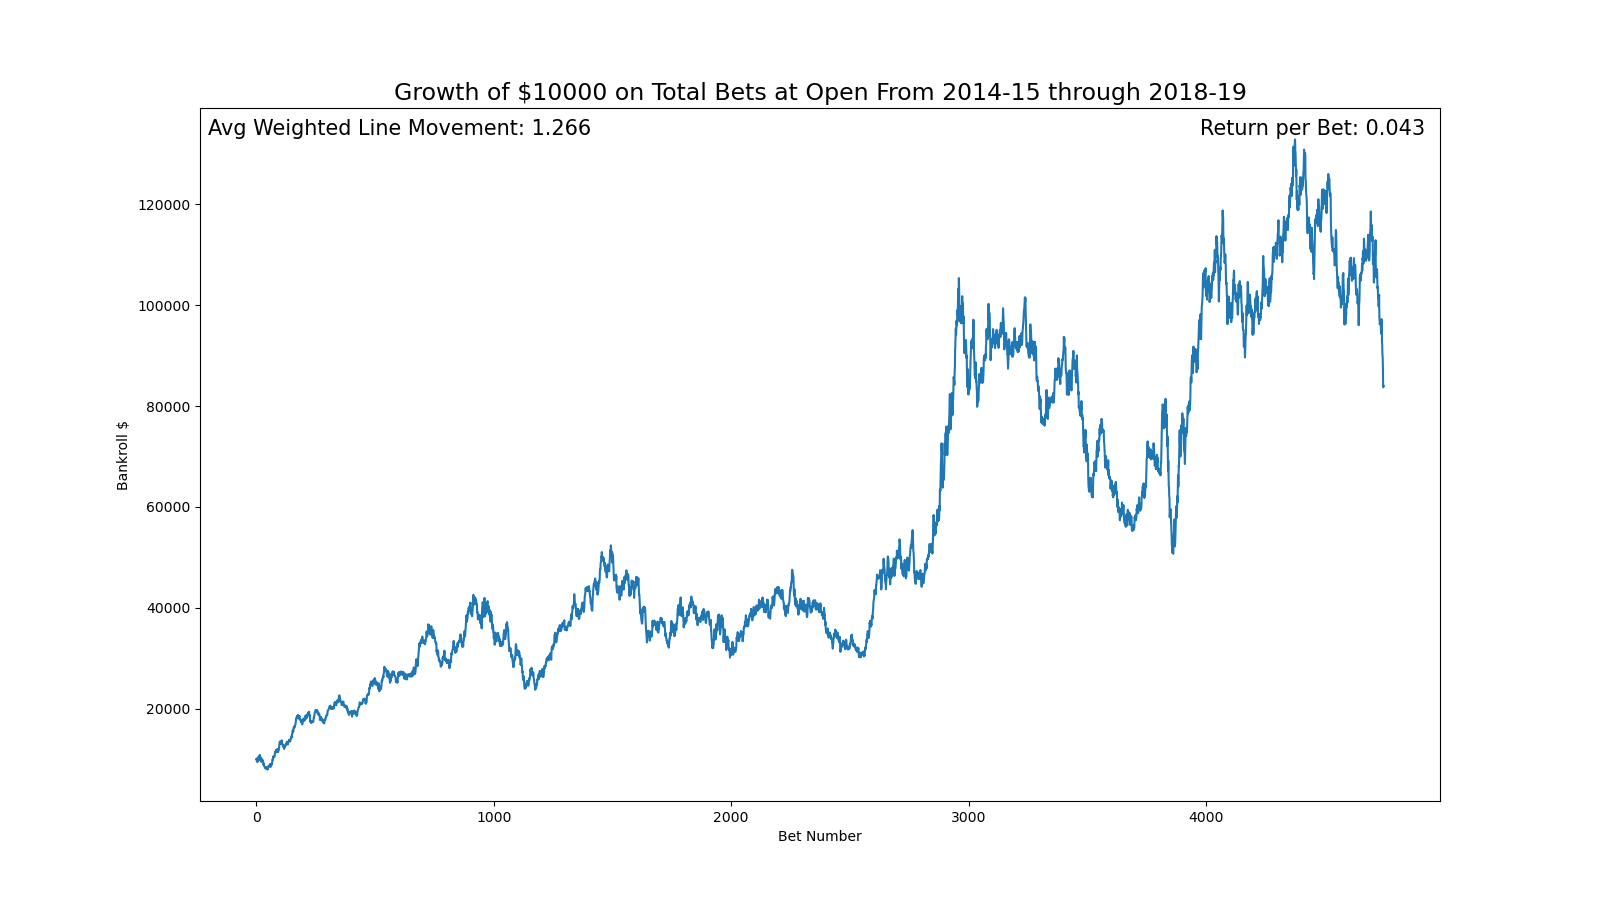 Growth of $10000 on Total Bets at Open From 2014-15 through 2018-19
Avg Weighted Line Movement: 1.266
Return per Bet: 0.043
120000
100000
80000
60000
40000
20000
Bankroll $
0
1000
2000
3000
4000
Bet Number